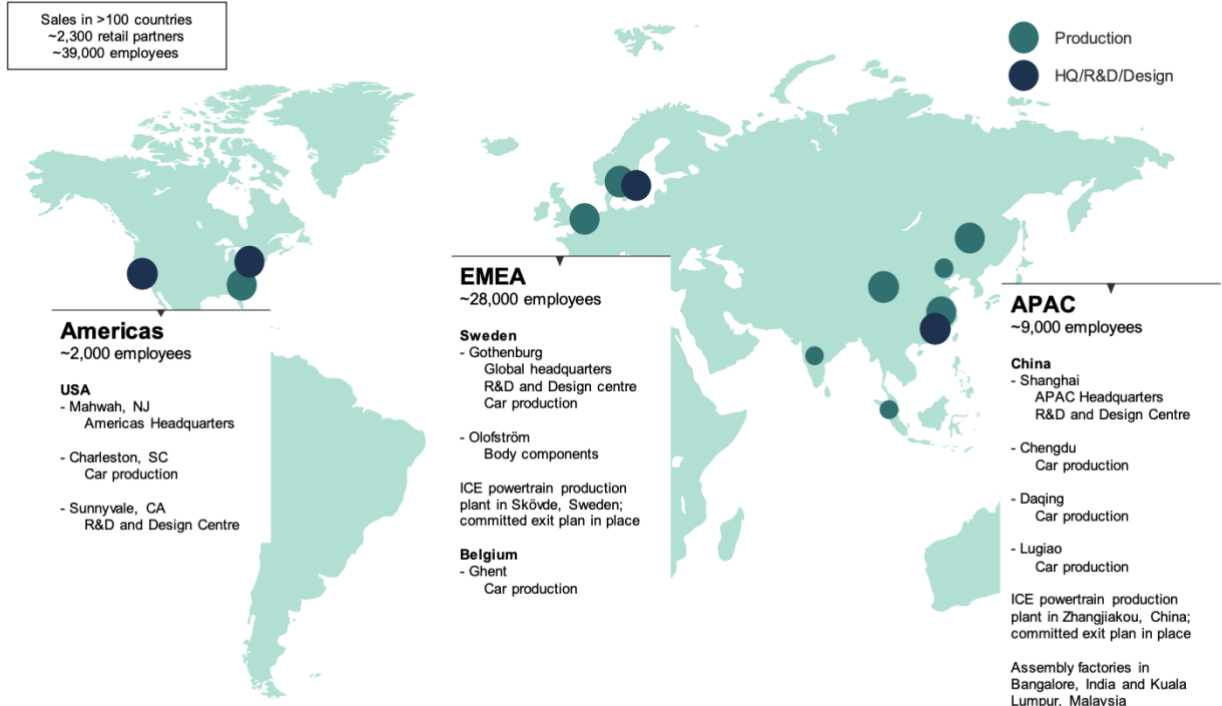 Sales in >100 countries
~2,300 retail partners
~39,000 employees
Production
HQ/R&D/Design
Americas
~2,000 employees
USA
- Mahwah, NJ
Americas Headquarters
- Charleston, SC
Car production
- Sunnyvale, CA
R&D and Design Centre
EMEA
~28,000 employees
Sweden
- Gothenburg
Global headquarters
R&D and Design centre
Car production
- Olofström
Body components
ICE powertrain production
plant in Skövde, Sweden;
committed exit plan in place
Belgium
- Ghent
Car production
APAC
~9,000 employees
China
- Shanghai
APAC Headquarters
R&D and Design Centre
- Chengdu
Car production
- Daqing
Car production
- Lugiao
Car production
ICE powertrain production
plant in Zhangjiakou, China;
committed exit plan in place
Assembly factories in
Bangalore, India and Kuala
Lumpur, Malaysia